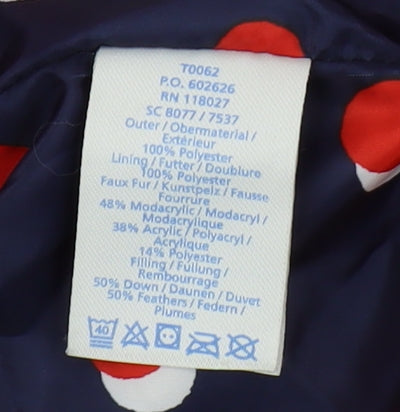 T0062
P.O. 602626
RN 118027
SC 8077 / 7537
Outer / Obermaterial /
Extérieur
100% Polyester
Lining / Futter / Doublure
100% Polyester
Faux Fur / Kunstpelz / Fausse
Fourrure
48% Modacrylic / Modacryl /
Modacrylique
38% Acrylic / Polyacryl /
Acrylique
14% Polyester
Filling / Füllung /
Rembourrage
50% Down / Daunen / Duvet
50% Feathers / Federn /
Plumes
40